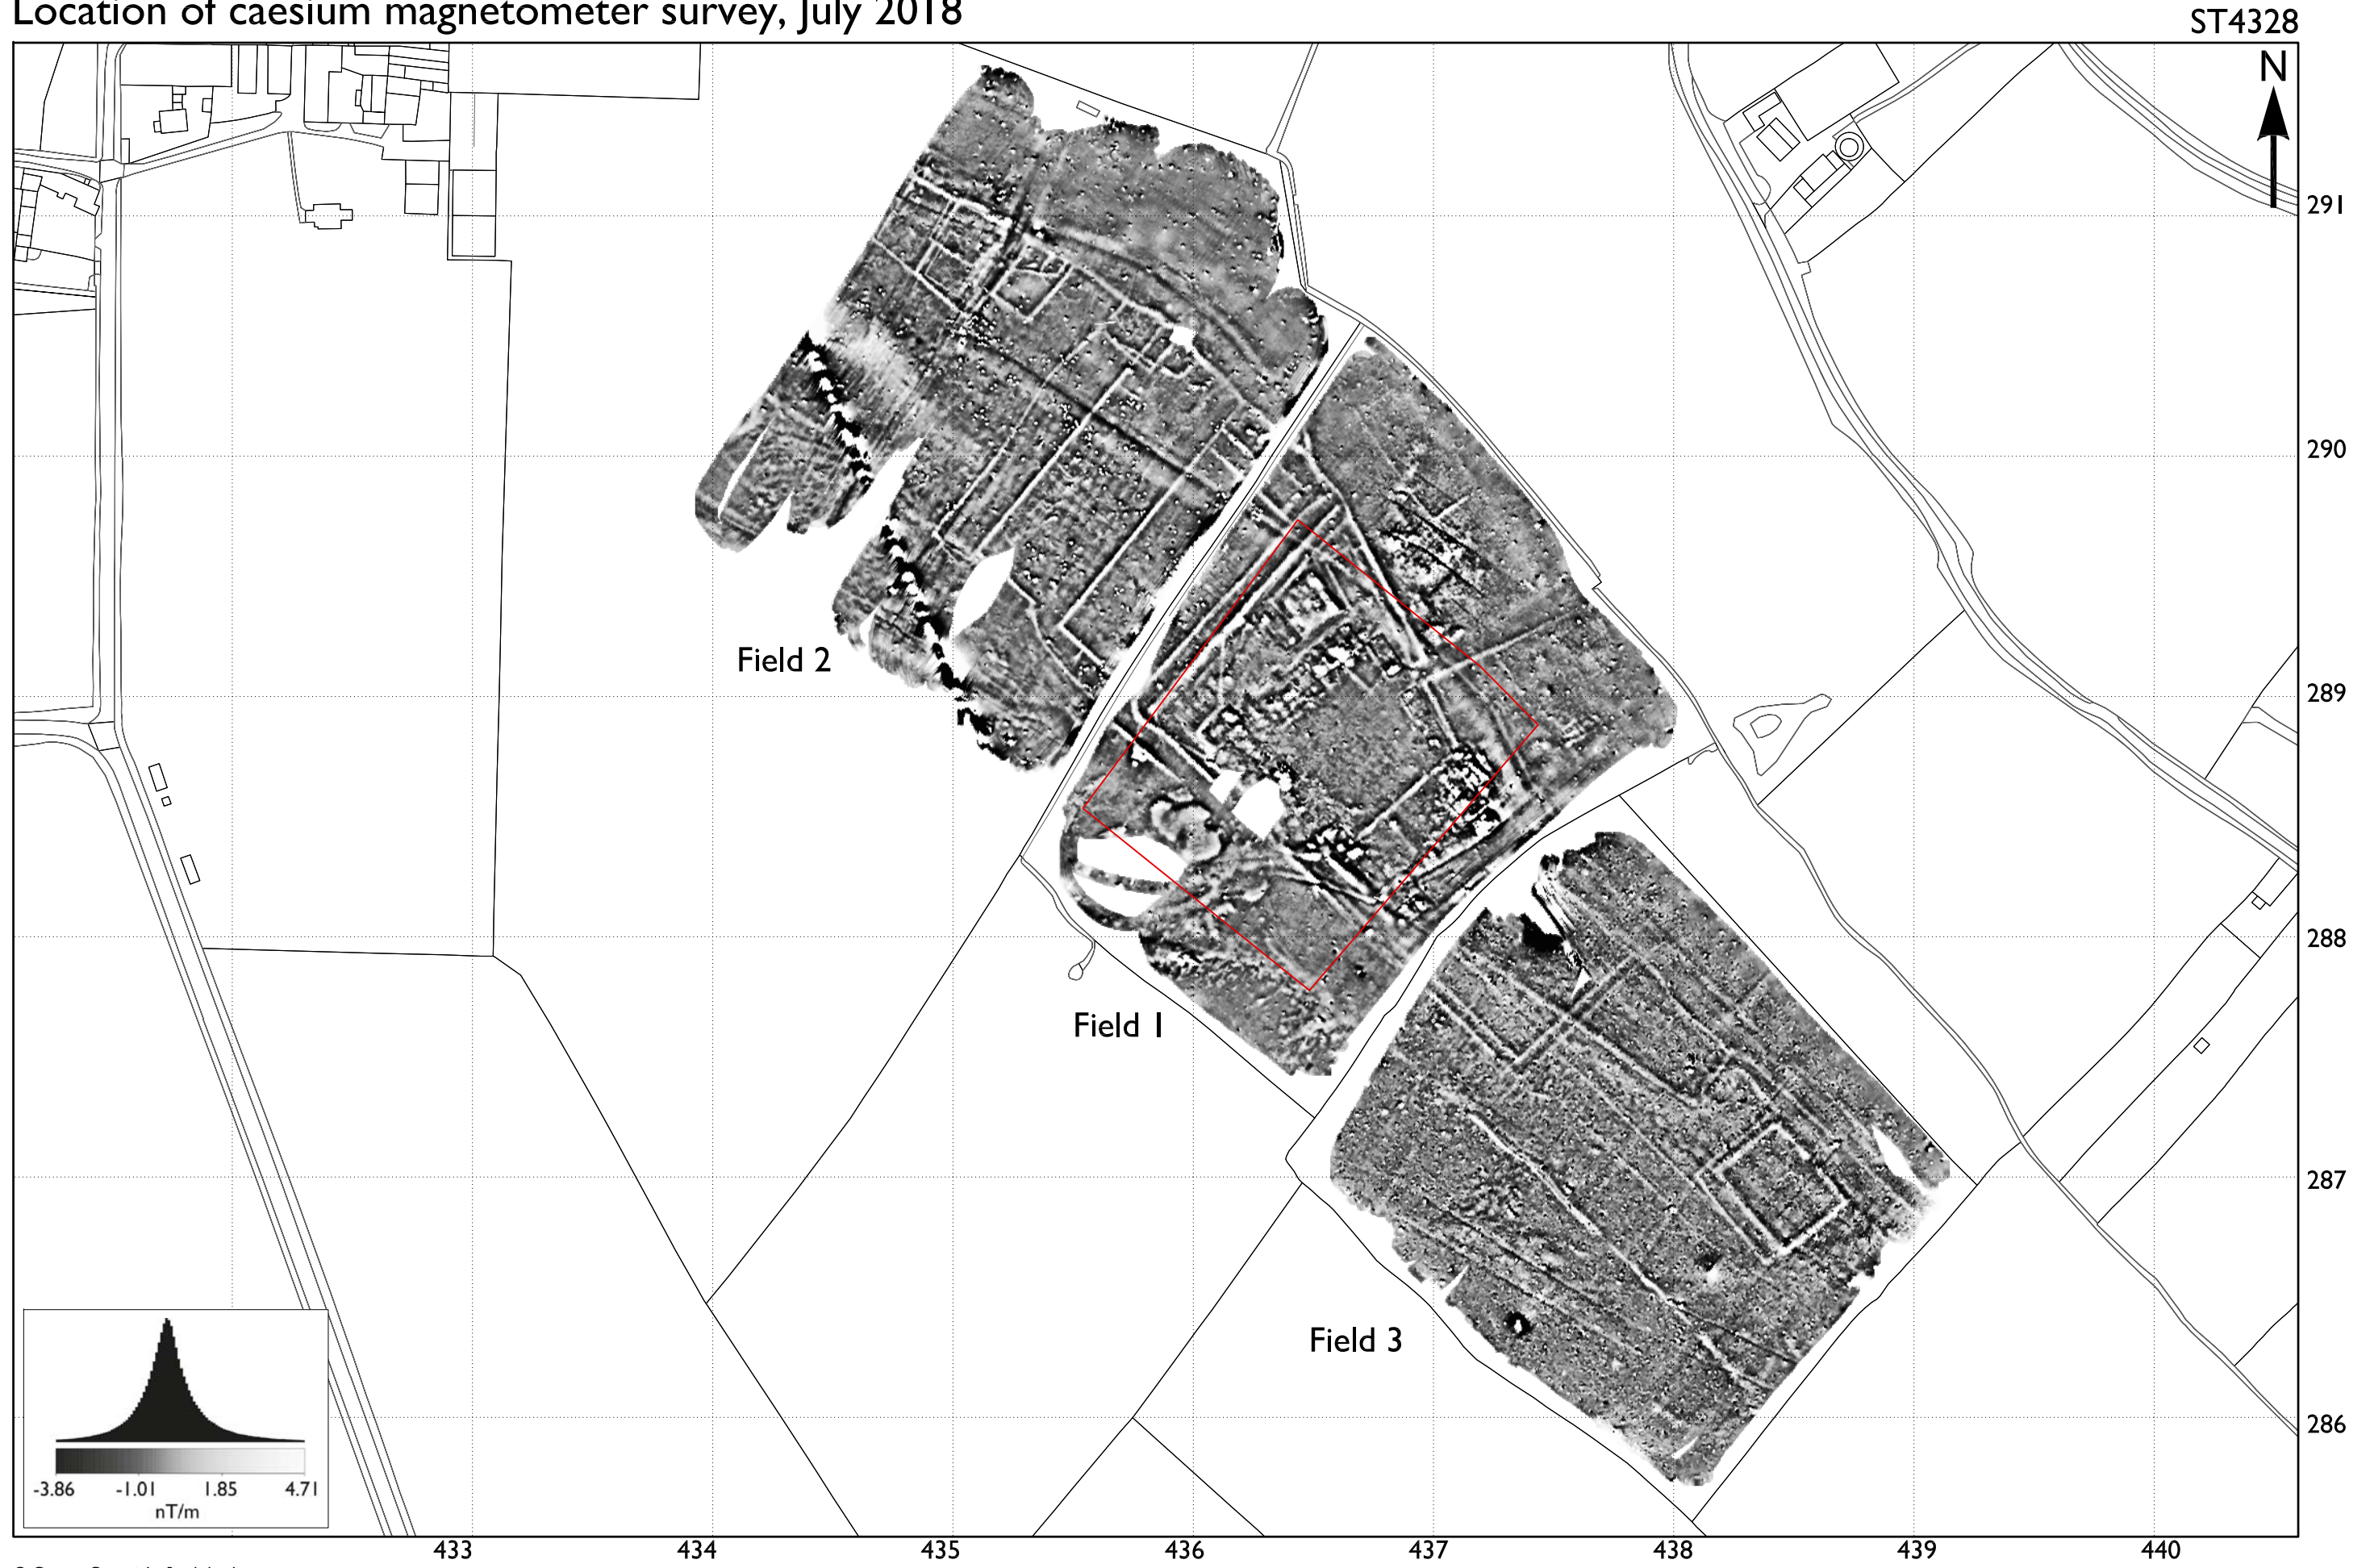 Location of caesium magnetometer survey, July 2018
ST4328
N
291
290
Field 2
289
288
Field 1
287
Field 3
286
-3.86 -1.01 1.85 4.71
nT/m
433 434 435 436 437 438 439 440